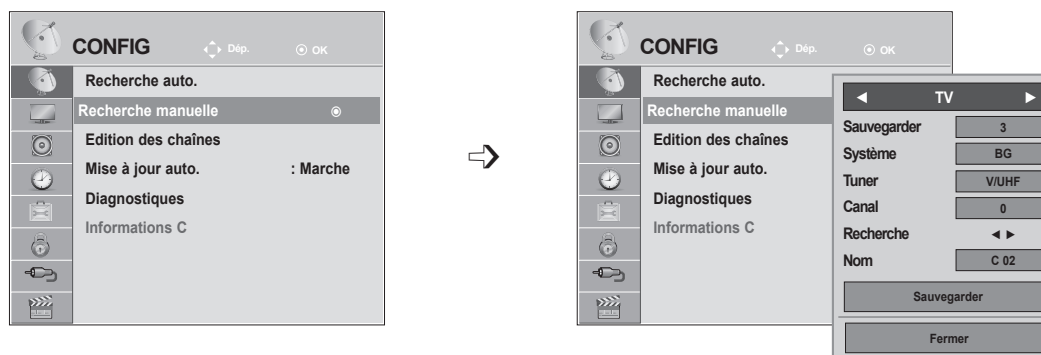 CONFIG Dép. OK
Recherche auto.
Recherche manuelle
Edition des chaînes
Mise à jour auto. : Marche
Diagnostiques
Informations C
CONFIG Dép. OK
Recherche auto.
Recherche manuelle
Edition des chaînes
Mise à jour auto.
Diagnostiques
Informations C
◄ TV ►
Sauvegarder 3
Système BG
Tuner V/UHF
Canal 0
Recherche ◄ ►
Nom C 02
Sauvegarder
Fermer